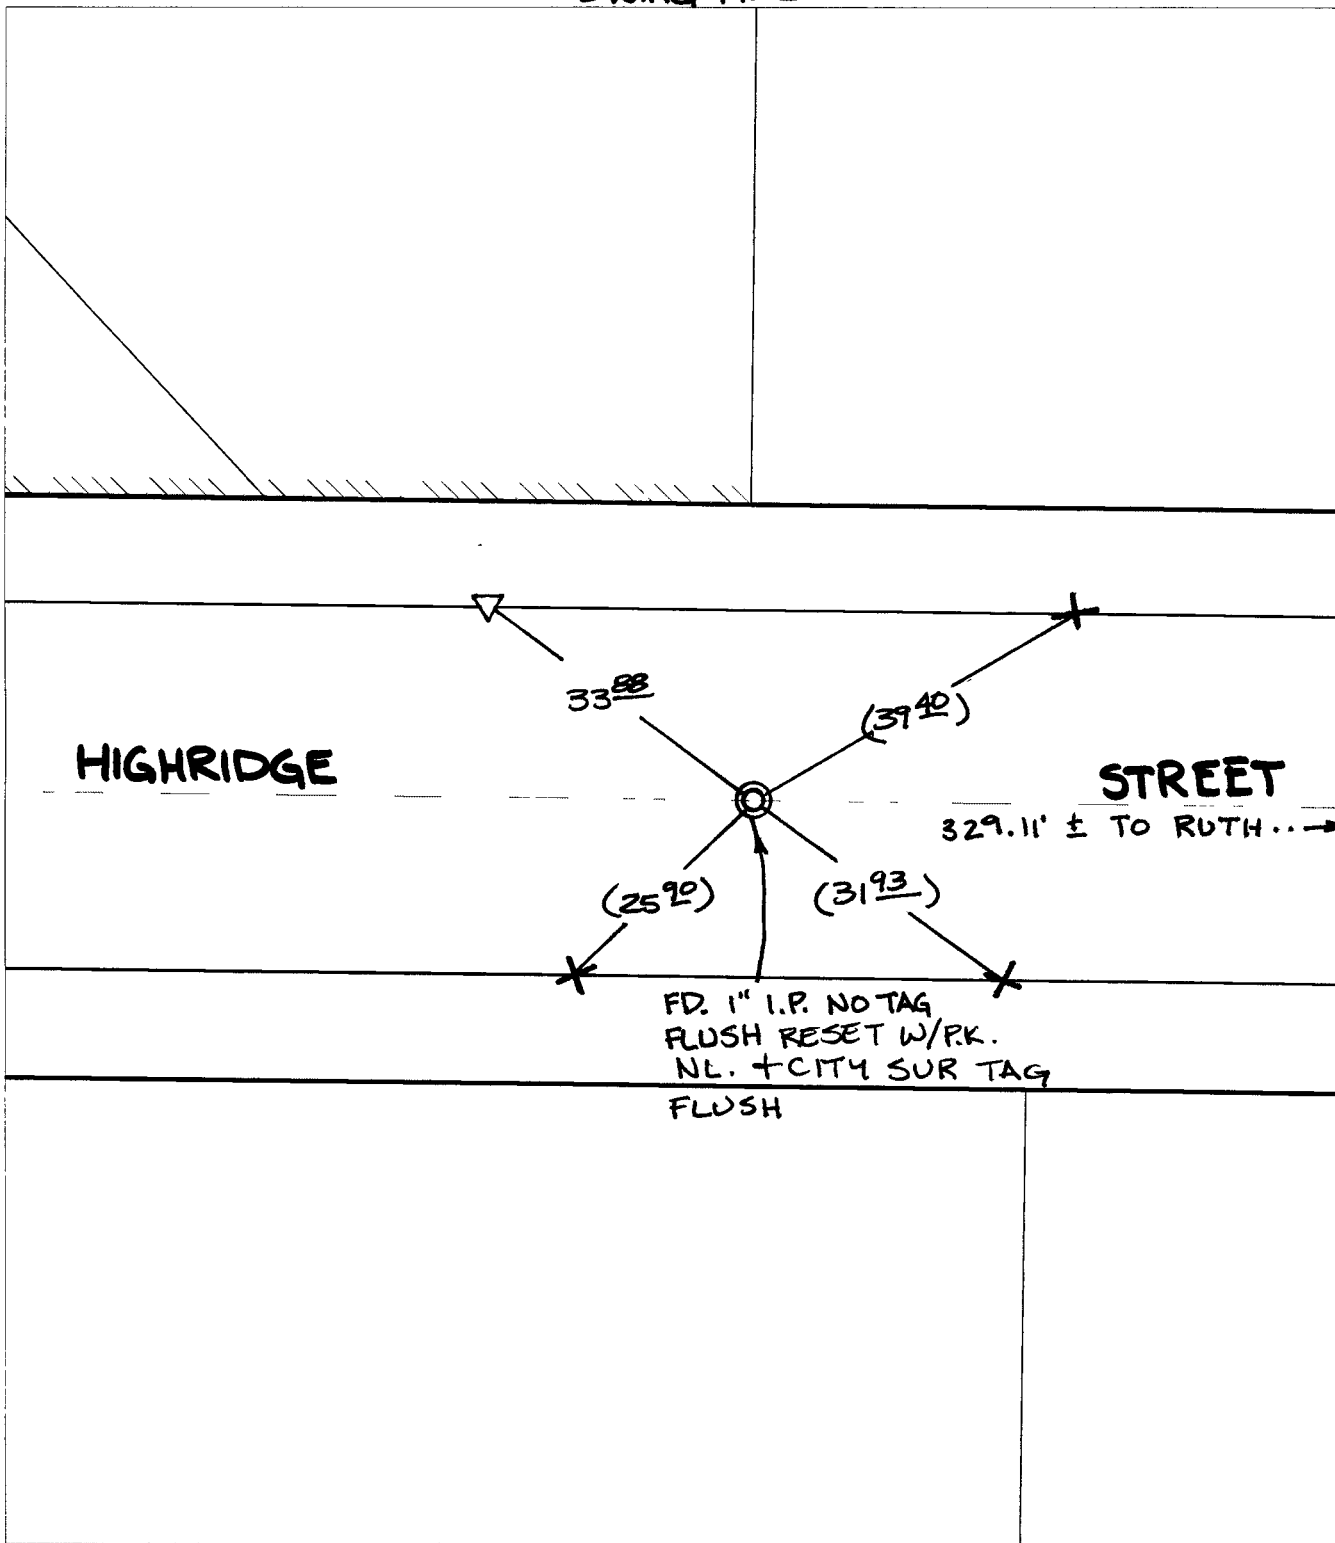 33 88
(39 40)
HIGHRIDGE
STREET
329.11' ± TO RUTH..
(25 90)
(31 93)
FD. 1" I.P. NO TAG
FLUSH RESET W/P.K.
NL. + CITY SUR TAG
FLUSH